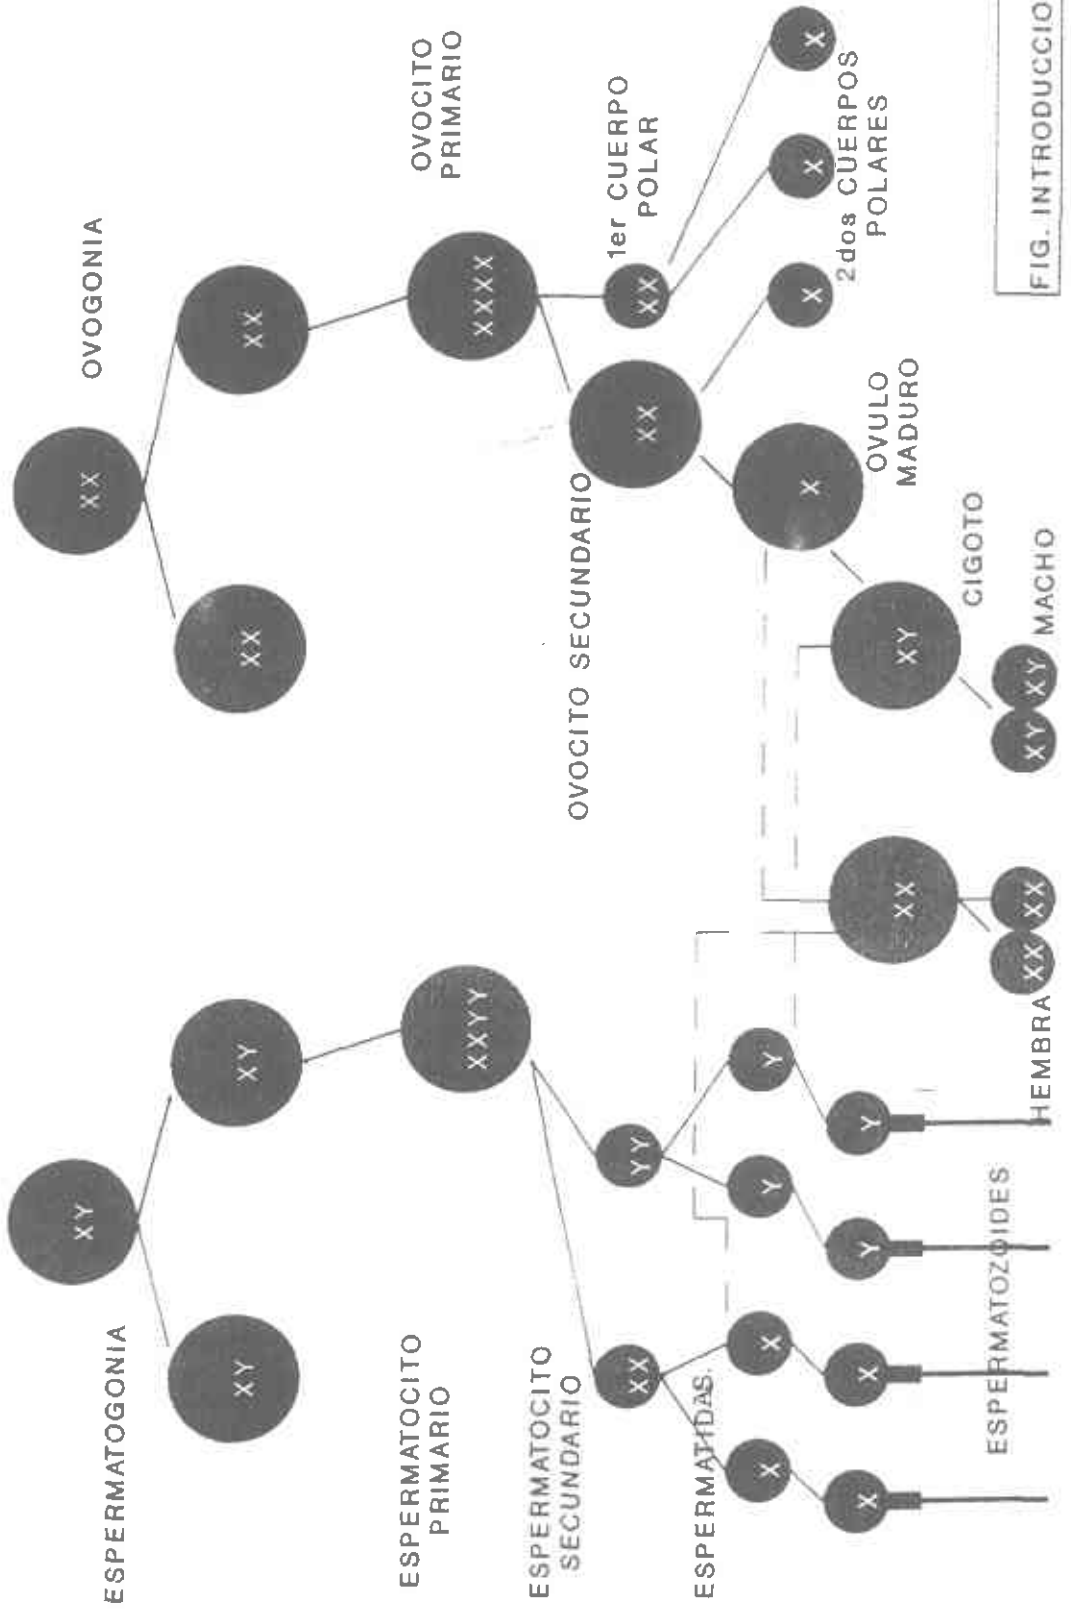 ESPERMATOGONIA
XY
XY
XY
ESPERMATOCITO
PRIMARIO
XXYY
ESPERMATOCITO
SECUNDARIO
XX
YY
ESPERMATIDAS.
X
X
Y
Y
X
X
Y
Y
ESPERMATOZOIDES
OVOGONIA
XX
XX
XX
OVOCITO
PRIMARIO
XXXX
OVOCITO SECUNDARIO
XX
1er CUERPO
POLAR
XX
X
OVULO
MADURO
X
X
X
2dos CUERPOS
POLARES
XX
XY
CIGOTO
HEMBRA
XX
XX
XY
XY
MACHO
FIG. INTRODUCCIO